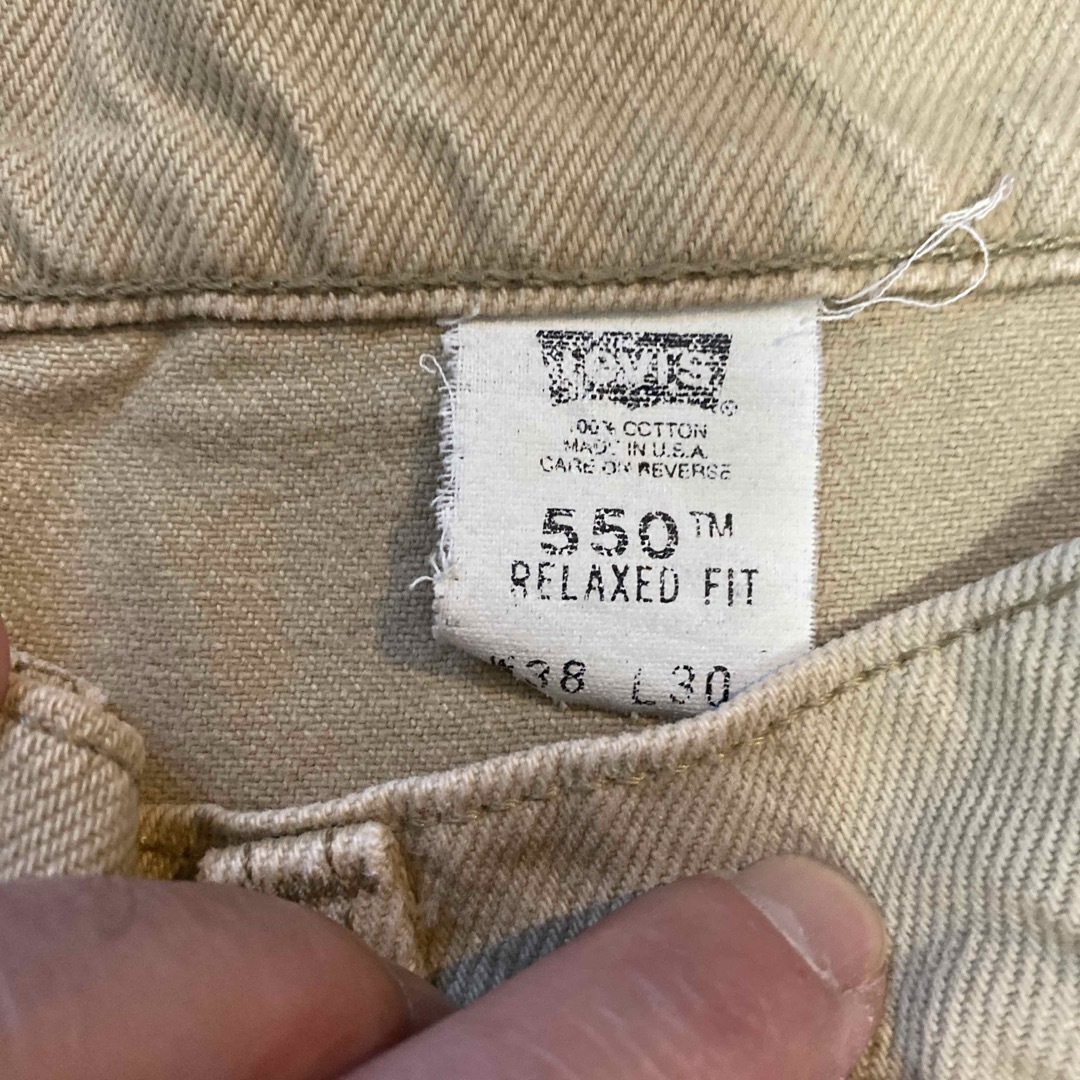 Levi's®
100% COTTON
MADE IN U.S.A.
CARE ON REVERSE
550™
RELAXED FIT
W38 L30